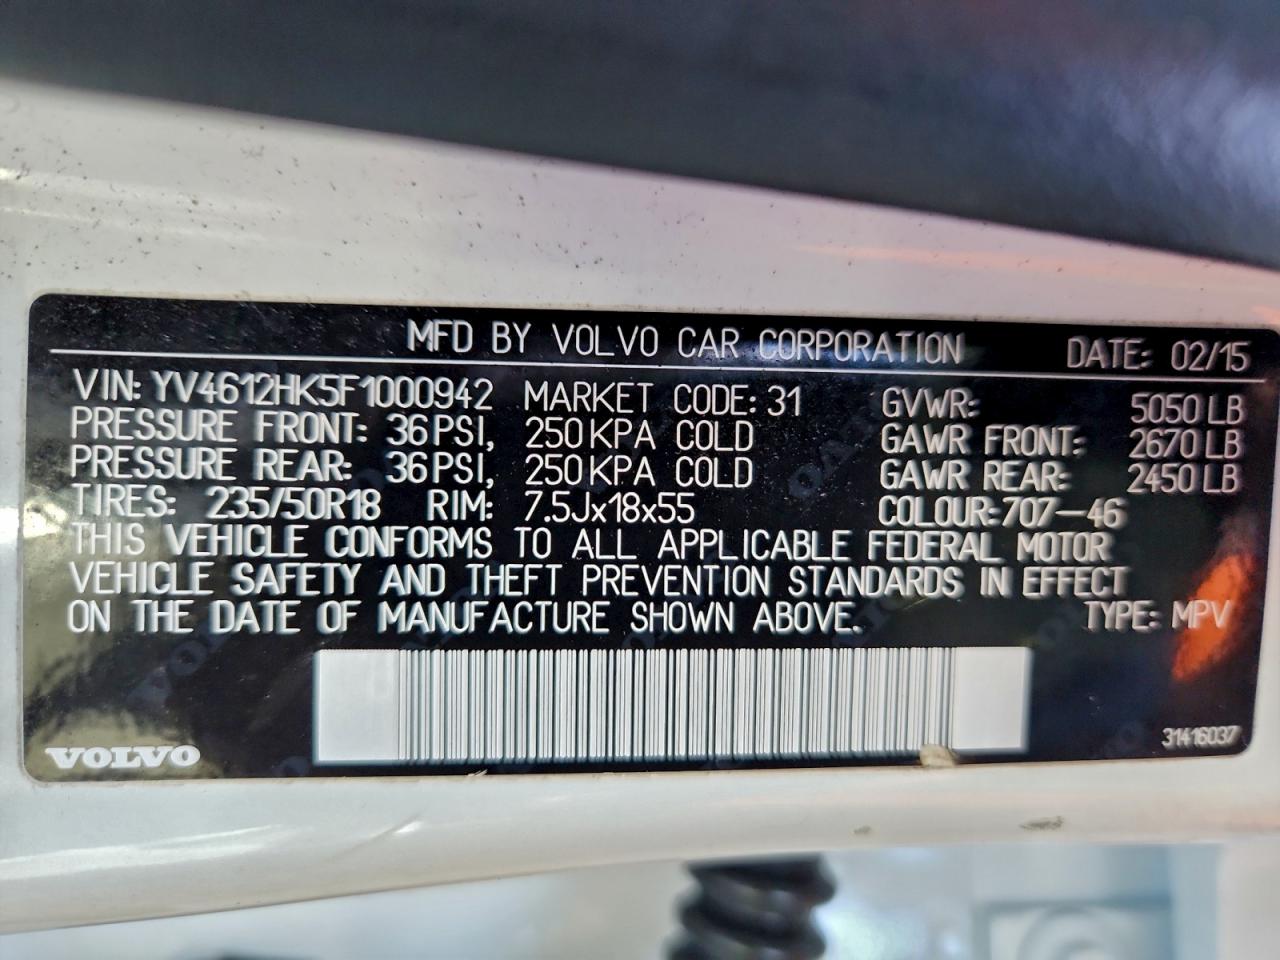 MFD BY VOLVO CAR CORPORATION DATE: 02/15
VIN: YV4612HK5F1000942 MARKET CODE: 31 GVWR: 5050 LB
PRESSURE FRONT: 36 PSI, 250 KPA COLD GAWR FRONT: 2670 LB
PRESSURE REAR: 36 PSI, 250 KPA COLD GAWR REAR: 2450 LB
TIRES: 235/50R18 RIM: 7.5Jx18x55 COLOUR: 707-46
THIS VEHICLE CONFORMS TO ALL APPLICABLE FEDERAL MOTOR
VEHICLE SAFETY AND THEFT PREVENTION STANDARDS IN EFFECT
ON THE DATE OF MANUFACTURE SHOWN ABOVE. TYPE: MPV
31416037
VOLVO